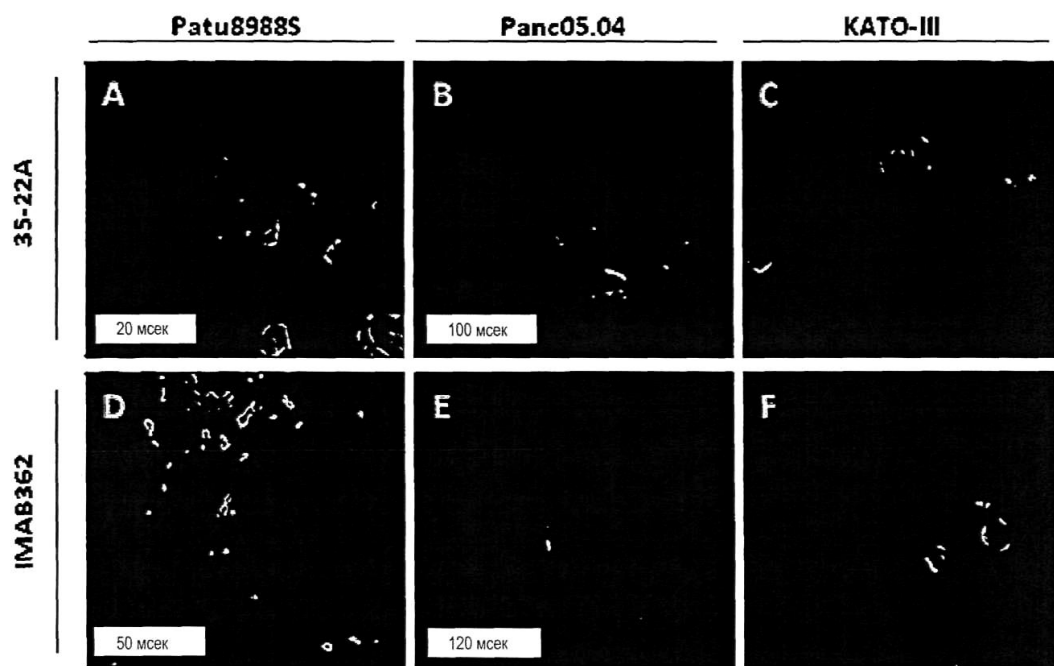 Patu8988S Panc05.04 KATO-III
35-22A
A B C
20 мсек 100 мсек
IMAB362
D E F
50 мсек 120 мсек